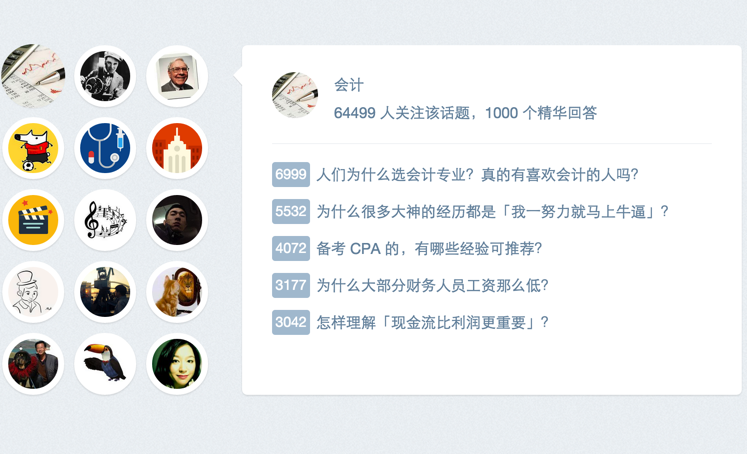 会计
64499 人关注该话题，1000 个精华回答
6999 人们为什么选会计专业？真的有喜欢会计的人吗？
5532 为什么很多大神的经历都是「我一努力就马上牛逼」？
4072 备考 CPA 的，有哪些经验可推荐？
3177 为什么大部分财务人员工资那么低？
3042 怎样理解「现金流比利润更重要」？